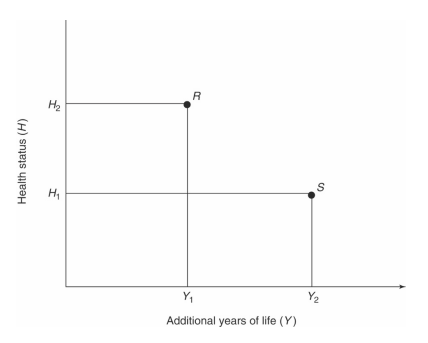 R
H₂
Health status (H)
S
H₁
Y₁
Y₂
Additional years of life (Y)